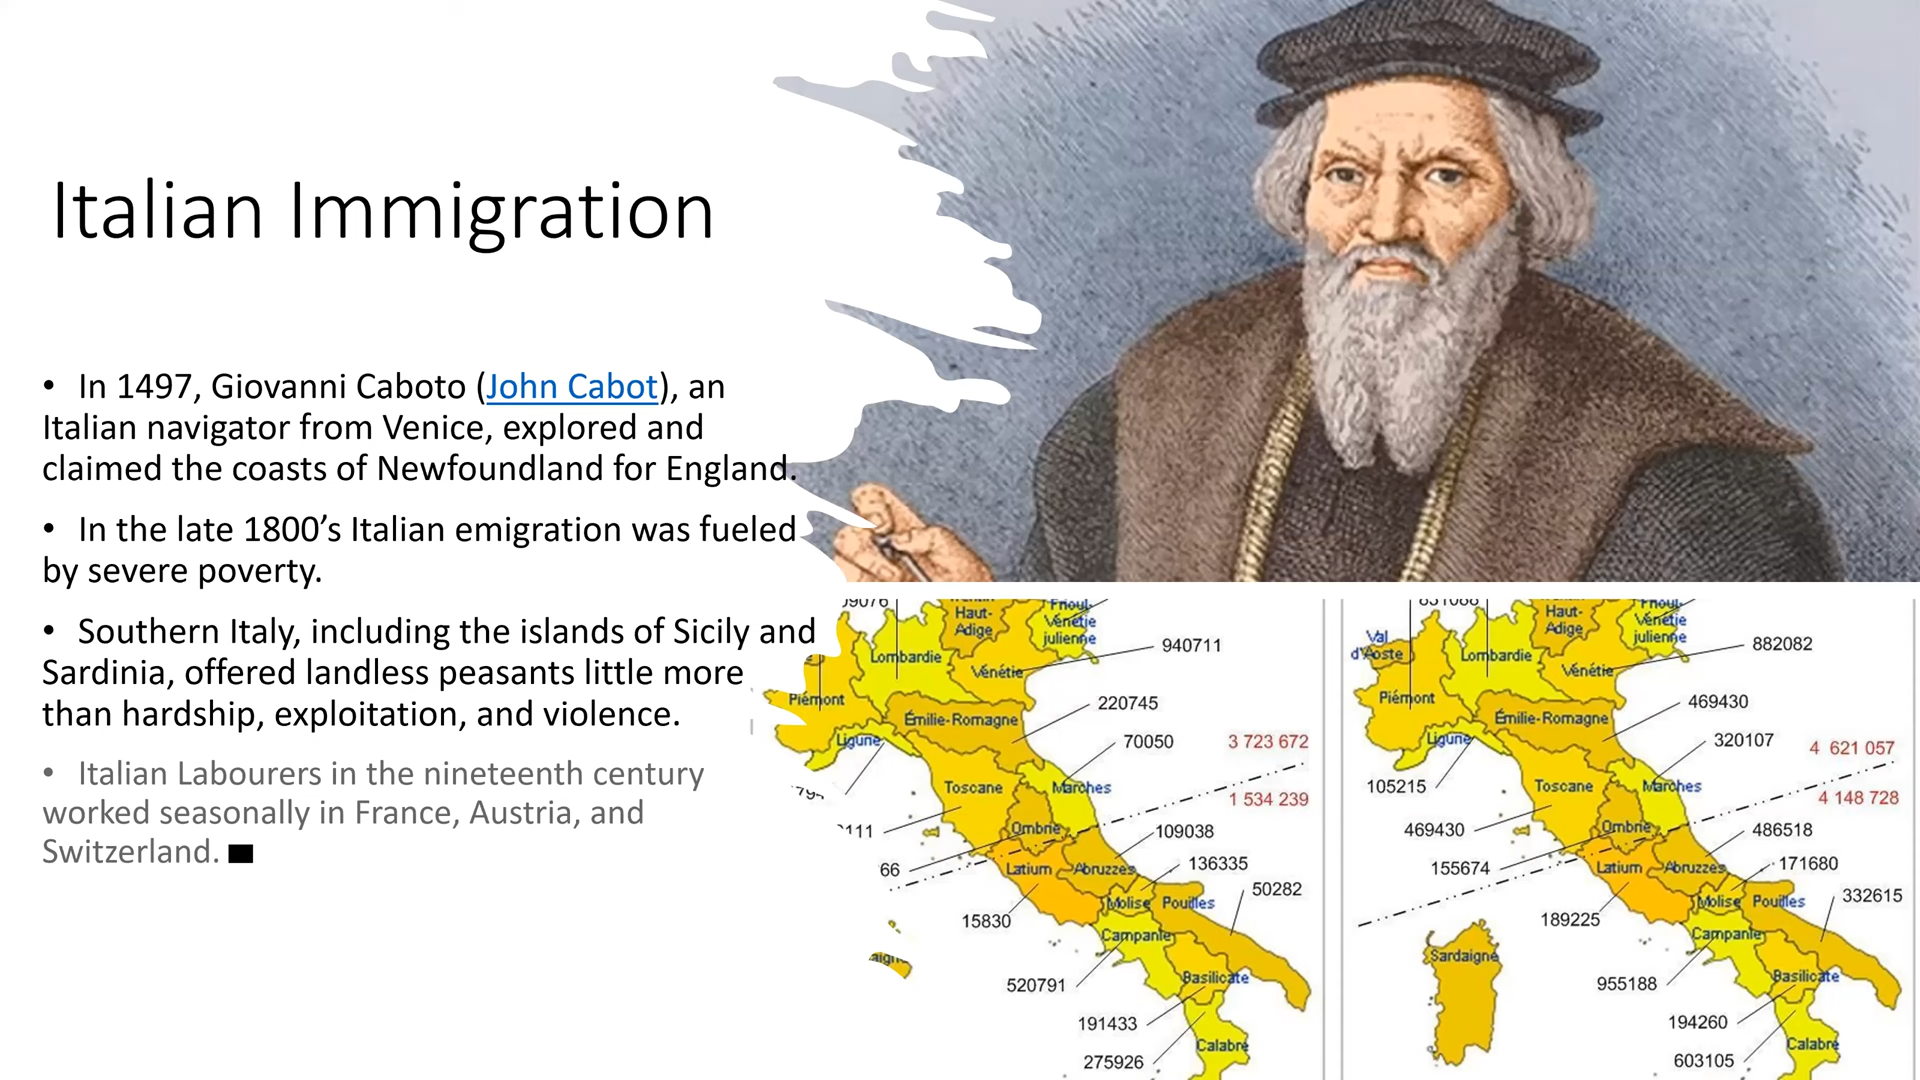 Italian Immigration
• In 1497, Giovanni Caboto (John Cabot), an
Italian navigator from Venice, explored and
claimed the coasts of Newfoundland for England.
• In the late 1800’s Italian emigration was fueled
by severe poverty.
• Southern Italy, including the islands of Sicily and
Sardinia, offered landless peasants little more
than hardship, exploitation, and violence.
• Italian Labourers in the nineteenth century
worked seasonally in France, Austria, and
Switzerland.
Haut-
Adige
Frioul-
Vénétie
julienne
940711
Lombardie
Vénétie
Piémont
220745
Émilie-Romagne
70050
3 723 672
Ligurie
Toscane
Marches
1 534 239
Ombrie
109038
66
Latium
Abruzzes
136335
50282
Molise
Pouilles
15830
Campanie
Basilicate
520791
191433
Calabre
275926
Haut-
Adige
Frioul-
Vénétie
julienne
Val
d'Aoste
882082
Lombardie
Vénétie
Piémont
469430
Émilie-Romagne
320107
4 621 057
Ligurie
105215
Toscane
Marches
4 148 728
469430
Ombrie
486518
155674
Latium
Abruzzes
171680
332615
Molise
Pouilles
189225
Campanie
Sardaigne
Basilicate
955188
194260
Calabre
603105